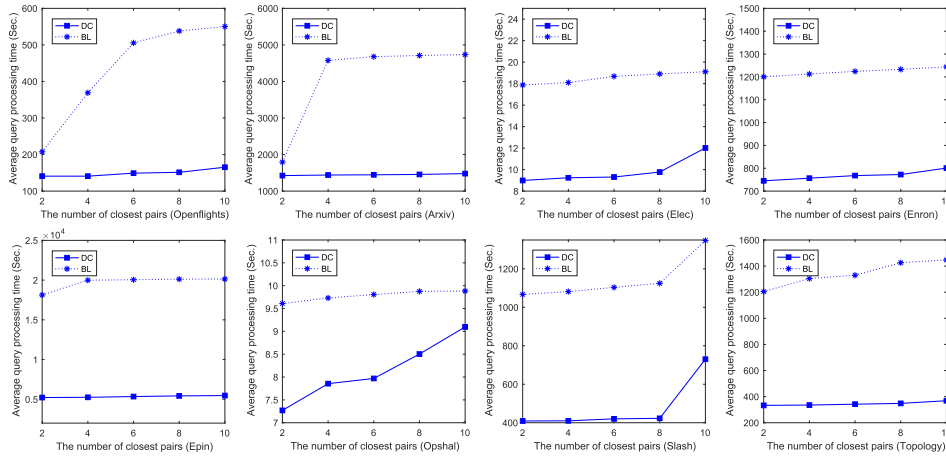 600
500
400
300
200
100
Average query processing time (Sec.)
DC
BL
2 4 6 8 10
The number of closest pairs (Openflights)
6000
5000
4000
3000
2000
1000
Average query processing time (Sec.)
DC
BL
2 4 6 8 10
The number of closest pairs (Arxiv)
24
22
20
18
16
14
12
10
8
Average query processing time (Sec.)
DC
BL
2 4 6 8 10
The number of closest pairs (Elec)
1500
1400
1300
1200
1100
1000
900
800
700
Average query processing time (Sec.)
DC
BL
2 4 6 8 10
The number of closest pairs (Enron)
×10⁴
2.5
2
1.5
1
0.5
Average query processing time (Sec.)
DC
BL
2 4 6 8 10
The number of closest pairs (Epin)
11
10.5
10
9.5
9
8.5
8
7.5
7
Average query processing time (Sec.)
DC
BL
2 4 6 8 10
The number of closest pairs (Opshal)
1200
1000
800
600
400
Average query processing time (Sec.)
DC
BL
2 4 6 8 10
The number of closest pairs (Slash)
1600
1400
1200
1000
800
600
400
200
Average query processing time (Sec.)
DC
BL
2 4 6 8 10
The number of closest pairs (Topology)